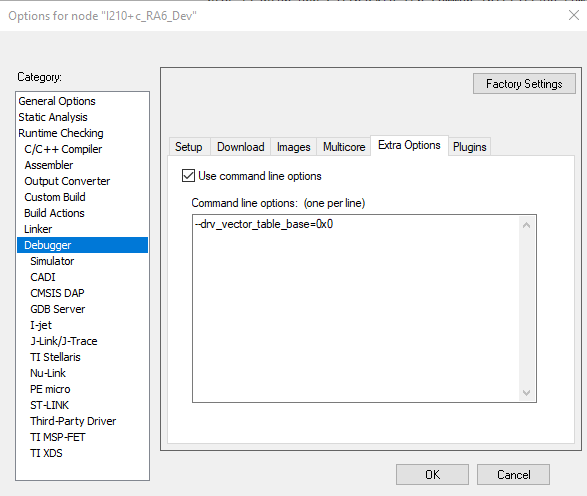 Options for node "I210+c_RA6_Dev"
Category:
General Options
Static Analysis
Runtime Checking
C/C++ Compiler
Assembler
Output Converter
Custom Build
Build Actions
Linker
Debugger
Simulator
CADI
CMSIS DAP
GDB Server
I-jet
J-Link/J-Trace
TI Stellaris
Nu-Link
PE micro
ST-LINK
Third-Party Driver
TI MSP-FET
TI XDS
Factory Settings
Setup Download Images Multicore Extra Options Plugins
Use command line options
Command line options: (one per line)
--drv_vector_table_base=0x0
OK Cancel